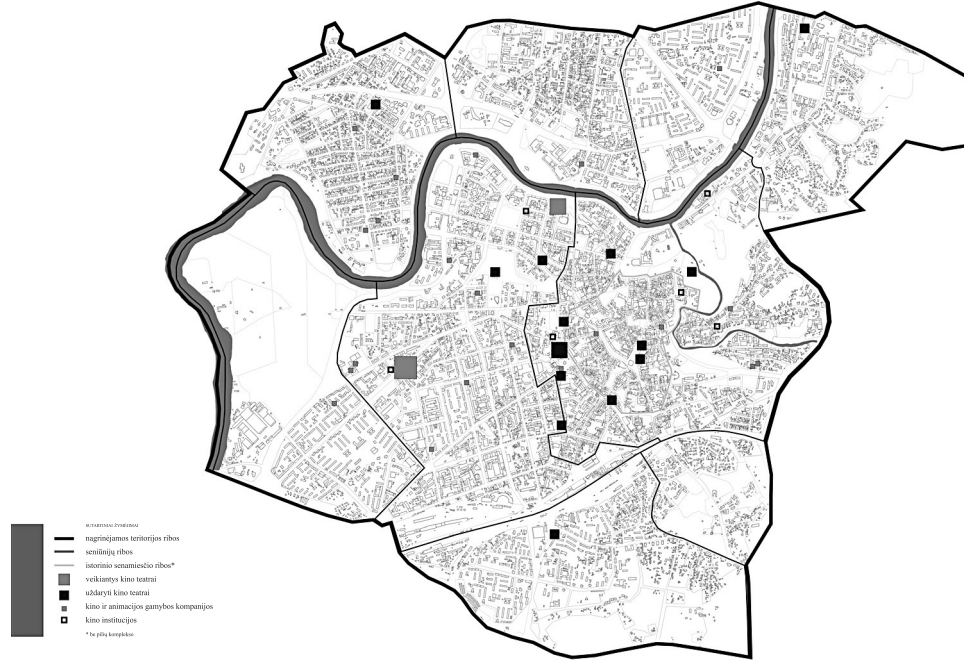 SUTARTINIAI ŽYMĖJIMAI
nagrinėjamos teritorijos ribos
seniūnijų ribos
istorinio senamiesčio ribos*
veikiantys kino teatrai
uždaryti kino teatrai
kino ir animacijos gamybos kompanijos
kino institucijos
* be pilių komplekso